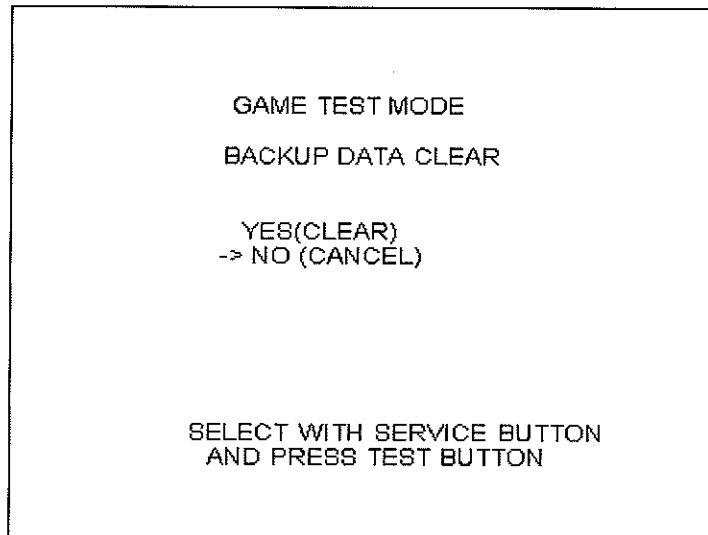 GAME TEST MODE
BACKUP DATA CLEAR
YES(CLEAR)
-> NO (CANCEL)
SELECT WITH SERVICE BUTTON
AND PRESS TEST BUTTON